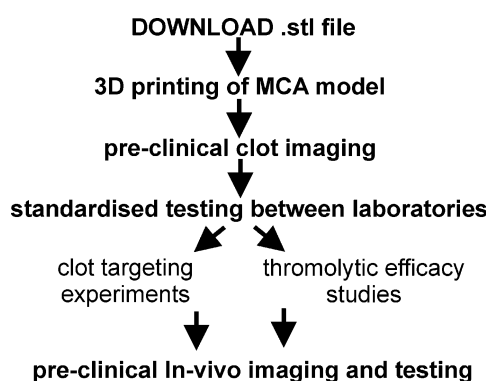 DOWNLOAD .stl file
3D printing of MCA model
pre-clinical clot imaging
standardised testing between laboratories
clot targeting
experiments
thromolytic efficacy
studies
pre-clinical In-vivo imaging and testing